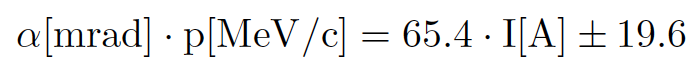 α[mrad] · p[MeV/c] = 65.4 · I[A] ± 19.6